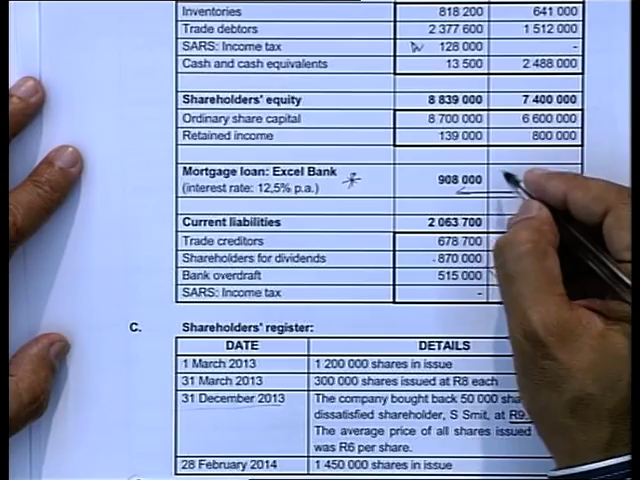 Inventories 818 200 641 000
Trade debtors 2 377 600 1 512 000
SARS: Income tax 128 000 -
Cash and cash equivalents 13 500 2 488 000
Shareholders' equity 8 839 000 7 400 000
Ordinary share capital 8 700 000 6 600 000
Retained income 139 000 800 000
Mortgage loan: Excel Bank
(interest rate: 12,5% p.a.) 908 000
Current liabilities 2 063 700
Trade creditors 678 700
Shareholders for dividends 870 000
Bank overdraft 515 000
SARS: Income tax -
C. Shareholders' register:
DATE DETAILS
1 March 2013 1 200 000 shares in issue
31 March 2013 300 000 shares issued at R8 each
31 December 2013 The company bought back 50 000
dissatisfied shareholder, S Smit, at
The average price of all shares issued
was R6 per share.
28 February 2014 1 450 000 shares in issue